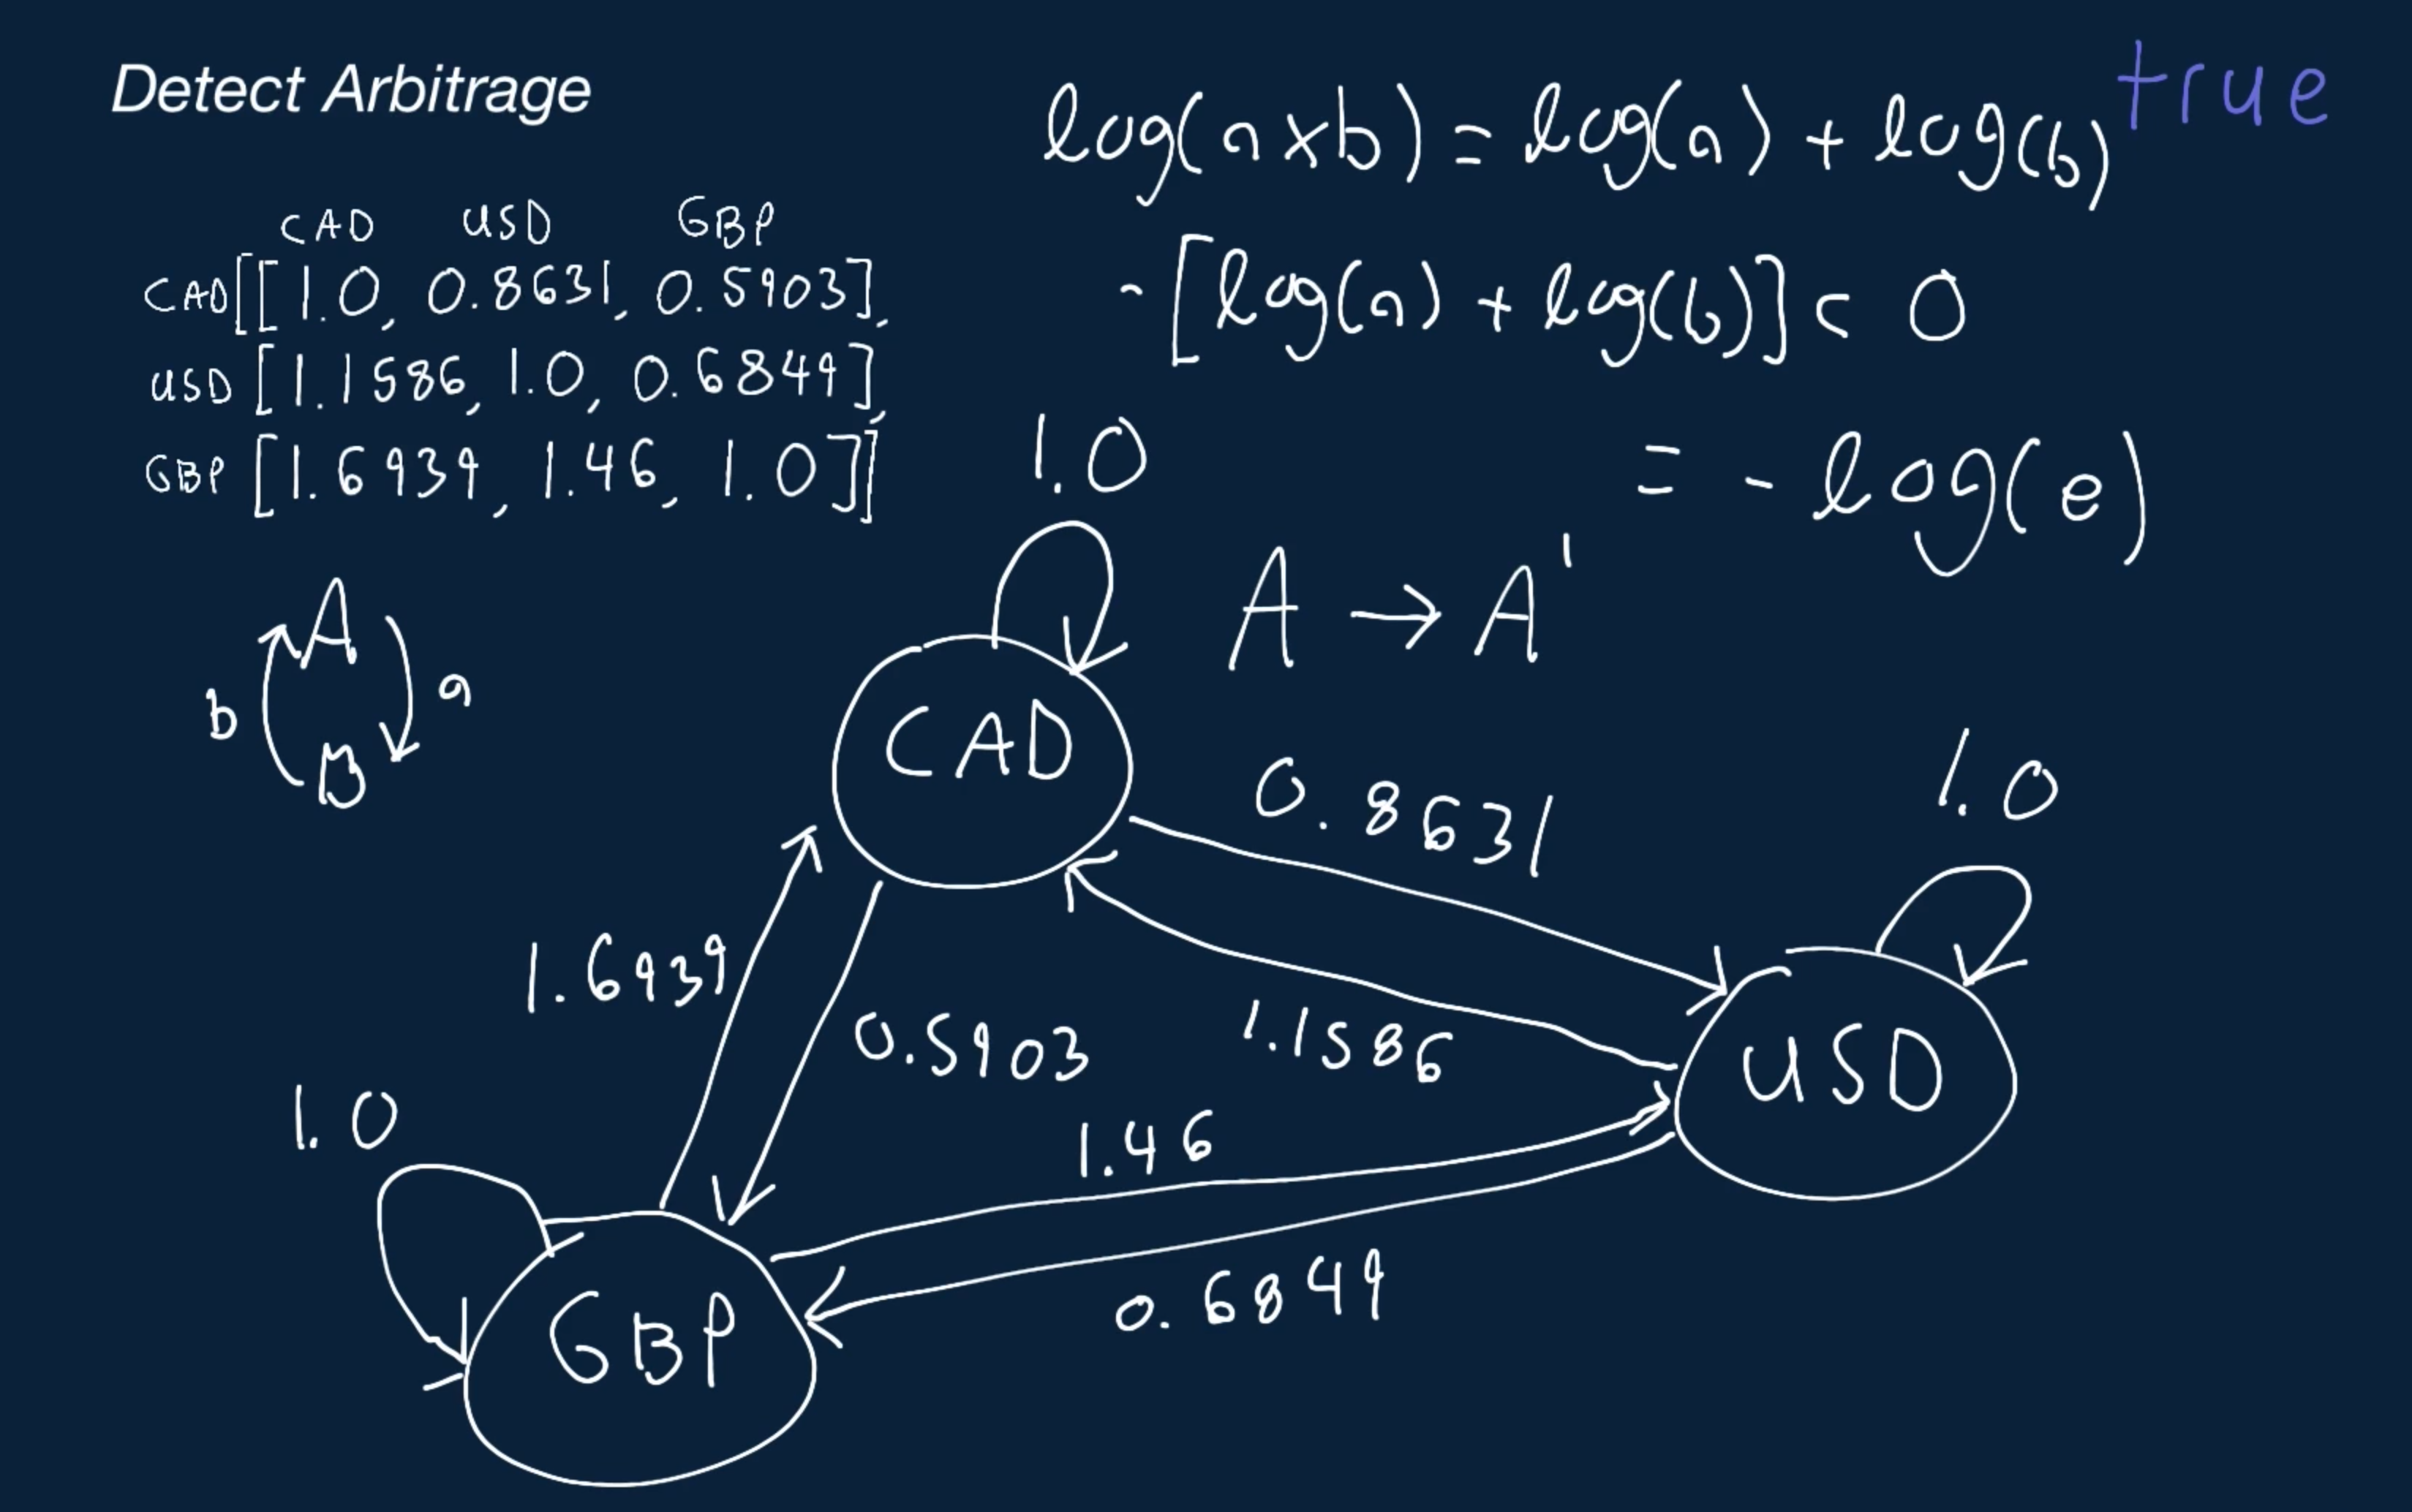 Detect Arbitrage
true
log(a×b) = log(a) + log(b)
-[log(a) + log(b)] < 0
= -log(e)
CAD USD GBP
CAD[[1.0, 0.8631, 0.5903],
USD [1.1586, 1.0, 0.6849],
GBP [1.6939, 1.46, 1.0]]
A → A'
A
b
a
B
1.0
CAD
0.8631
1.0
1.6939
0.5903
1.1586
USD
1.0
1.46
GBP
0.6849